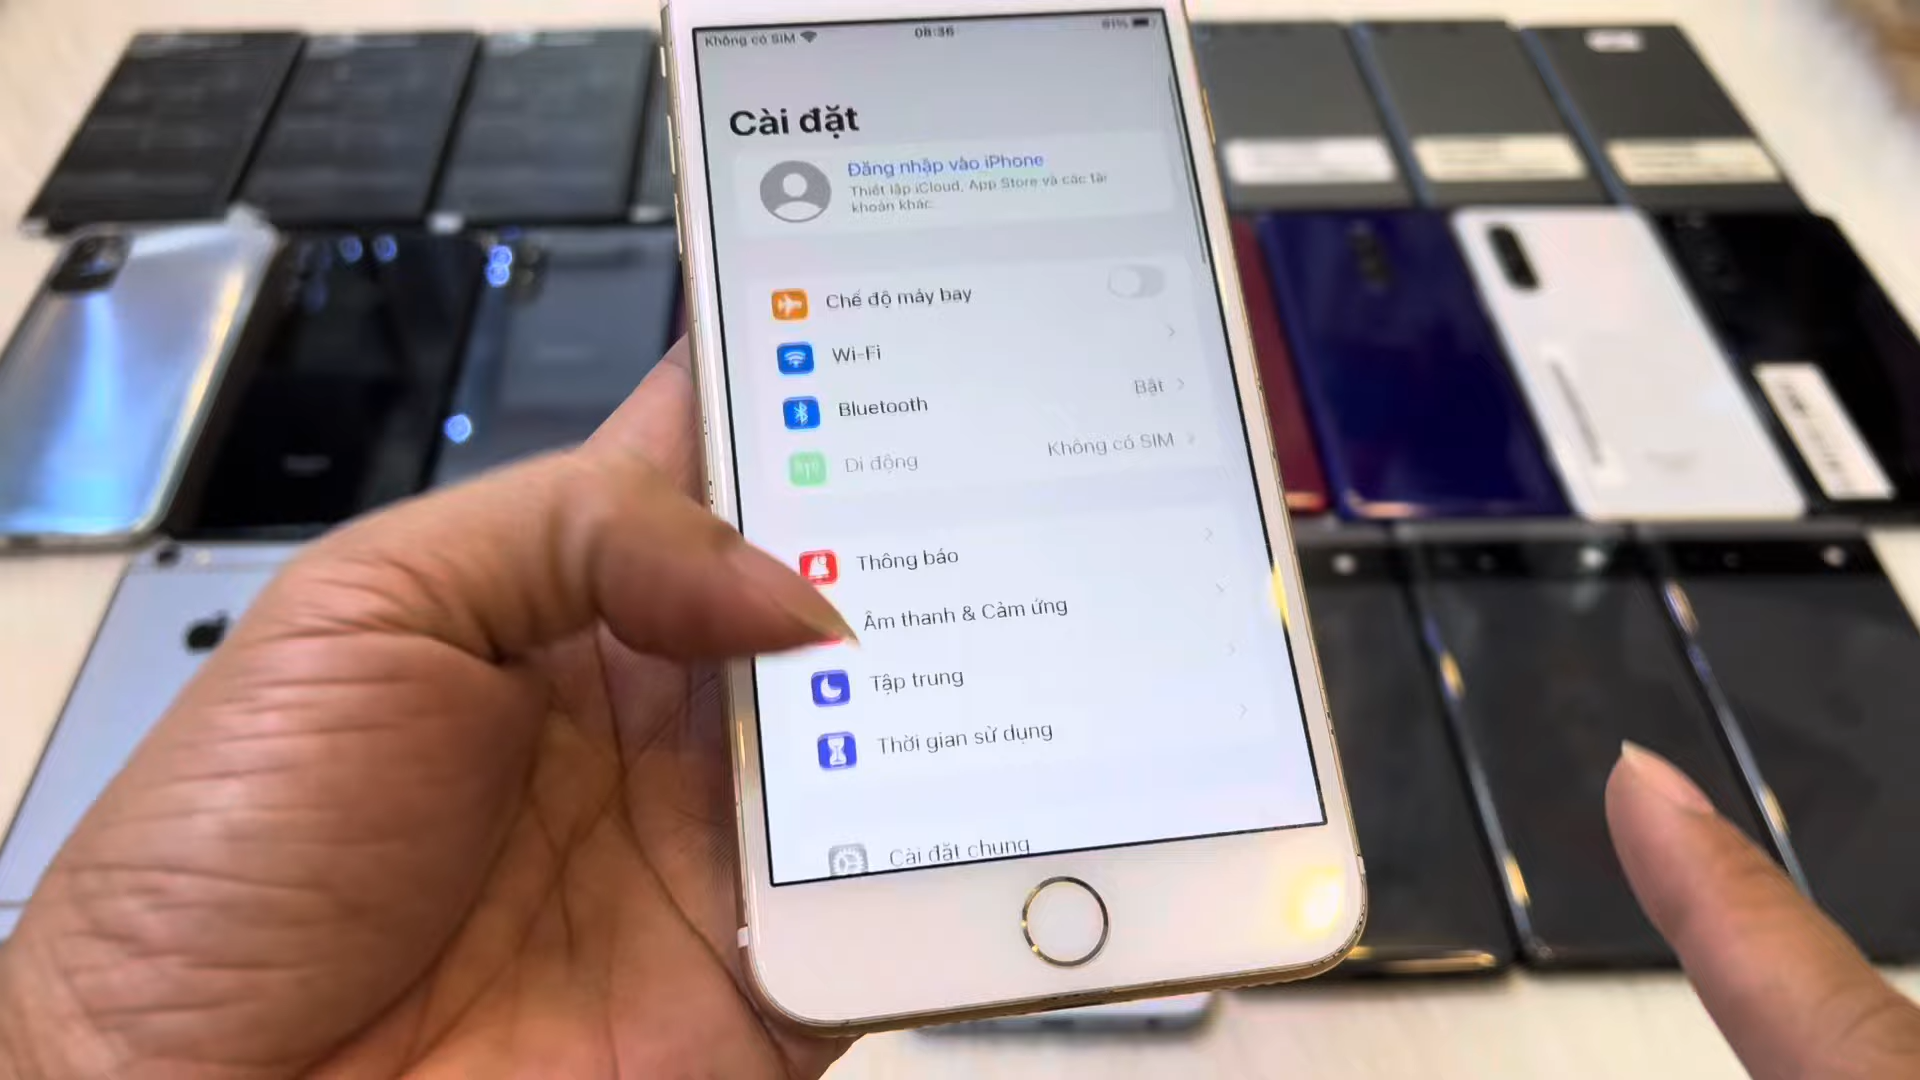 Không có SIM
08:36
61%
Cài đặt
Đăng nhập vào iPhone
Thiết lập iCloud, App Store và các tài
khoản khác.
Chế độ máy bay
Wi-Fi
Bluetooth
Bật
Di động
Không có SIM
Thông báo
Âm thanh & Cảm ứng
Tập trung
Thời gian sử dụng
Cài đặt chung